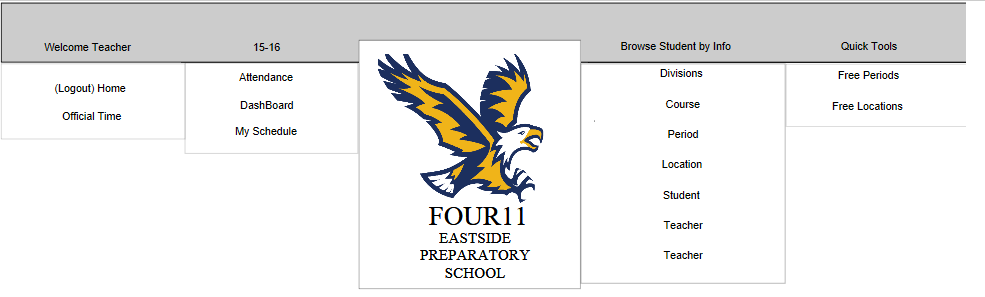 Welcome Teacher
(Logout) Home
Official Time
15-16
Attendance
DashBoard
My Schedule
FOUR11
EASTSIDE
PREPARATORY
SCHOOL
Browse Student by Info
Divisions
Course
Period
Location
Student
Teacher
Teacher
Quick Tools
Free Periods
Free Locations